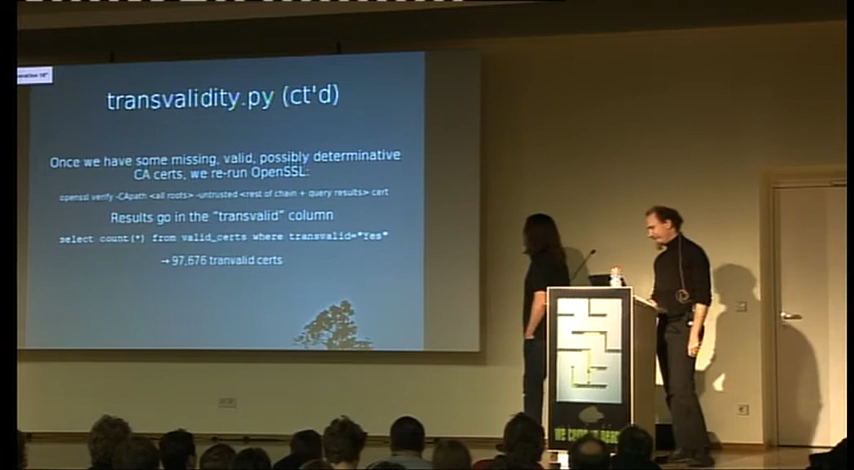 transvalidity.py (ct'd)
Once we have some missing, valid, possibly determinative
CA certs, we re-run OpenSSL:
openssl verify -CApath <all roots> -untrusted <rest of chain + query results> cert
Results go in the "transvalid" column
select count(*) from valid_certs where transvalid="Yes"
→ 97,676 tranvalid certs